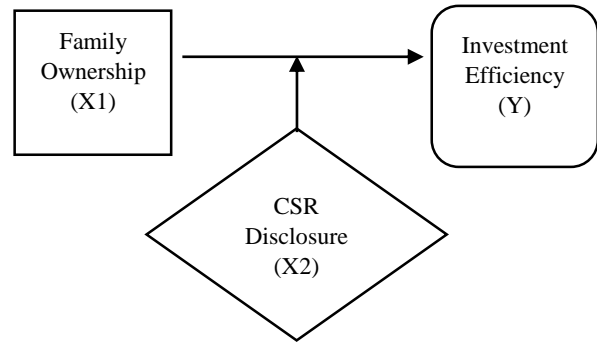 Family
Ownership
(X1)
Investment
Efficiency
(Y)
CSR
Disclosure
(X2)